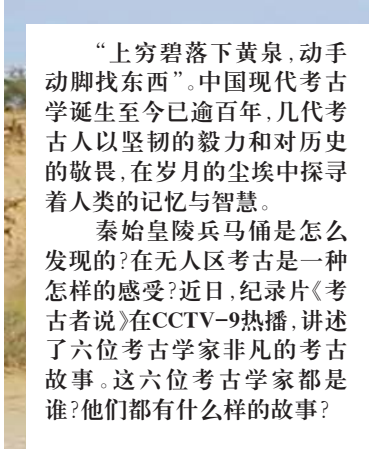 “上穷碧落下黄泉,动手
动脚找东西”。中国现代考古
学诞生至今已逾百年,几代考
古人以坚韧的毅力和对历史
的敬畏,在岁月的尘埃中探寻
着人类的记忆与智慧。
秦始皇陵兵马俑是怎么
发现的?在无人区考古是一种
怎样的感受?近日,纪录片《考
古者说》在CCTV-9热播,讲述
了六位考古学家非凡的考古
故事。这六位考古学家都是
谁?他们都有什么样的故事?